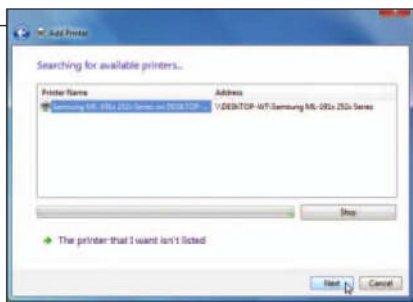 Add Printer
Searching for available printers...
Printer Name Address
Samsung ML-191x 252x Series on DESKTOP-... \\DESKTOP-WT\Samsung ML-191x 252x Series
Stop
The printer that I want isn't listed
Next Cancel